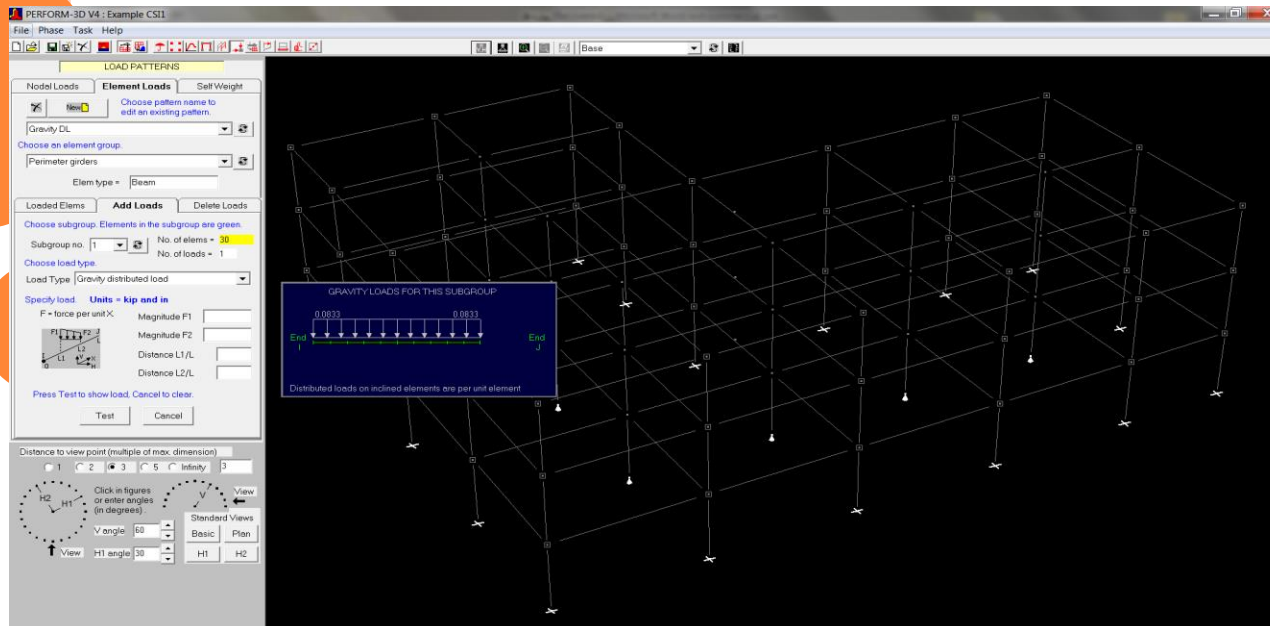 PERFORM-3D V4 : Example CSI1
File Phase Task Help
Base
LOAD PATTERNS
Nodal Loads Element Loads Self Weight
New
Choose pattern name to
edit an existing pattern.
Gravity DL
Choose an element group.
Perimeter girders
Elem type = Beam
Loaded Elems Add Loads Delete Loads
Choose subgroup. Elements in the subgroup are green.
Subgroup no. 1 No. of elems = 30
No. of loads = 1
Choose load type.
Load Type Gravity distributed load
Specify load. Units = kip and in
F = force per unit X.
Magnitude F1
F1 F2 J
Magnitude F2
L
L2
L1
I
V
X
O
H
Distance L1/L
Distance L2/L
Press Test to show load, Cancel to clear.
Test Cancel
GRAVITY LOADS FOR THIS SUBGROUP
0.0833 0.0833
End End
I J
Distributed loads on inclined elements are per unit element
Distance to view point (multiple of max. dimension)
1 2 3 5 Infinity 3
H2 H1
Click in figures
or enter angles
(in degrees).
V View
V angle 60
Standard Views
Basic Plan
View H1 angle 30
H1 H2